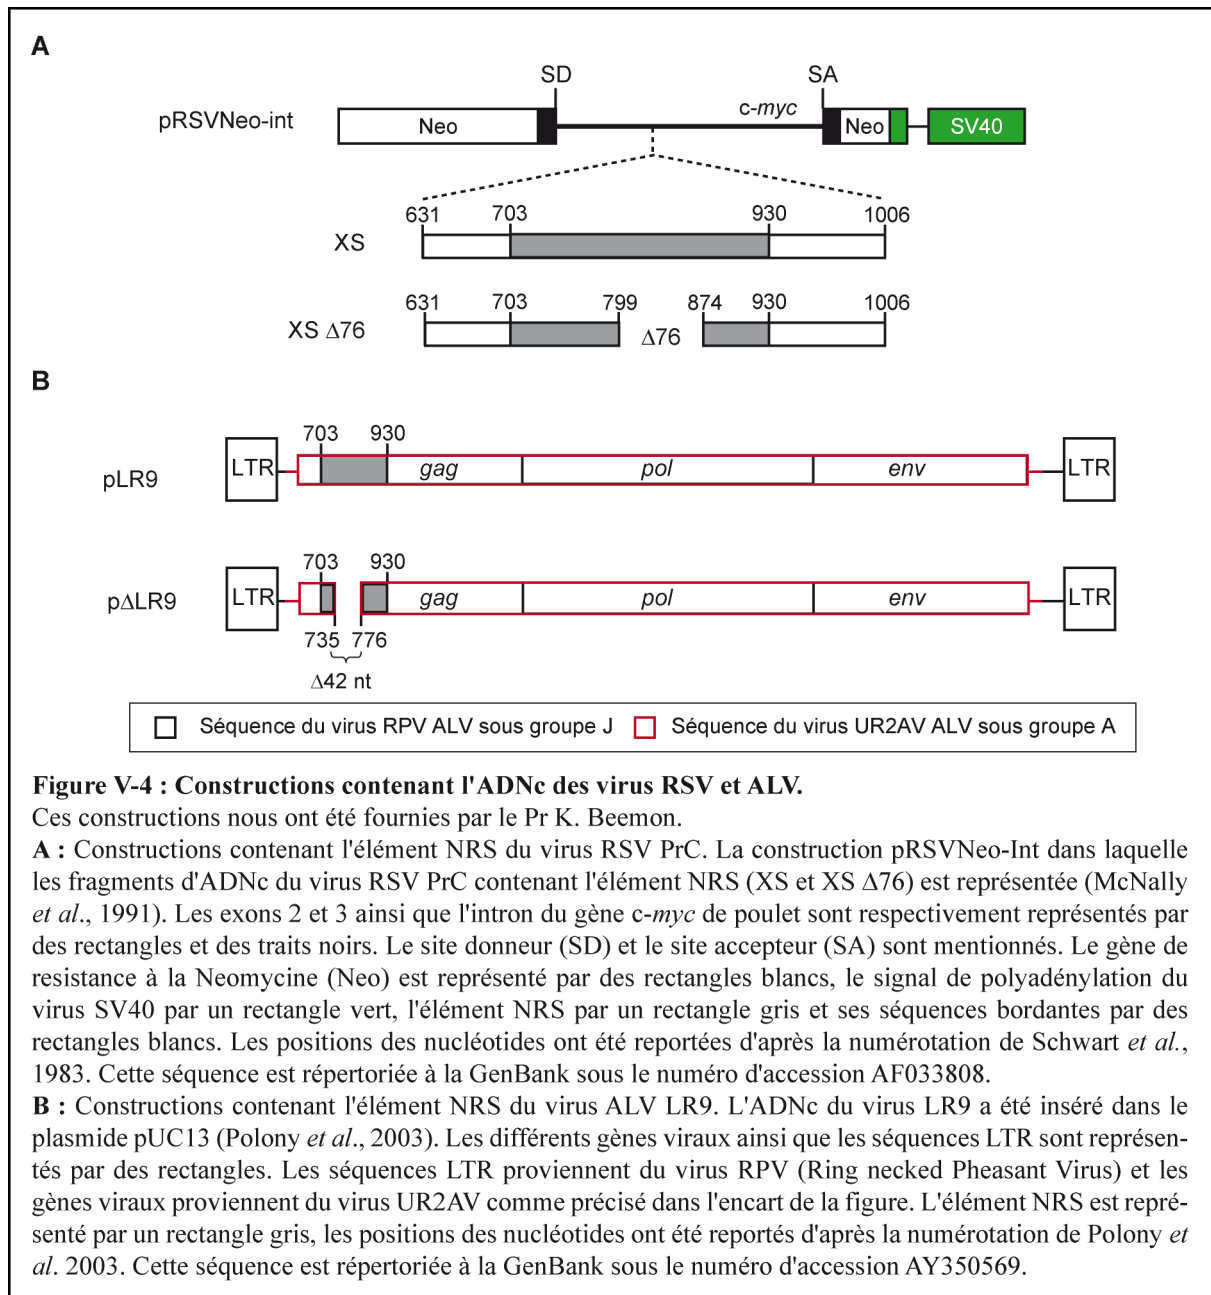 A
SD SA
pRSVNeo-int Neo c-myc Neo SV40
631 703 930 1006
XS
631 703 799 874 930 1006
XS Δ76 Δ76
B
703 930
pLR9 LTR gag pol env LTR
703 930
pΔLR9 LTR gag pol env LTR
735 776
Δ42 nt
Séquence du virus RPV ALV sous groupe J Séquence du virus UR2AV ALV sous groupe A
Figure V-4 : Constructions contenant l'ADNc des virus RSV et ALV.
Ces constructions nous ont été fournies par le Pr K. Beemon.
A : Constructions contenant l'élément NRS du virus RSV PrC. La construction pRSVNeo-Int dans laquelle
les fragments d'ADNc du virus RSV PrC contenant l'élément NRS (XS et XS Δ76) est représentée (McNally
et al., 1991). Les exons 2 et 3 ainsi que l'intron du gène c-myc de poulet sont respectivement représentés par
des rectangles et des traits noirs. Le site donneur (SD) et le site accepteur (SA) sont mentionnés. Le gène de
resistance à la Neomycine (Neo) est représenté par des rectangles blancs, le signal de polyadénylation du
virus SV40 par un rectangle vert, l'élément NRS par un rectangle gris et ses séquences bordantes par des
rectangles blancs. Les positions des nucléotides ont été reportées d'après la numérotation de Schwart et al.,
1983. Cette séquence est répertoriée à la GenBank sous le numéro d'accession AF033808.
B : Constructions contenant l'élément NRS du virus ALV LR9. L'ADNc du virus LR9 a été inséré dans le
plasmide pUC13 (Polony et al., 2003). Les différents gènes viraux ainsi que les séquences LTR sont représen-
tés par des rectangles. Les séquences LTR proviennent du virus RPV (Ring necked Pheasant Virus) et les
gènes viraux proviennent du virus UR2AV comme précisé dans l'encart de la figure. L'élément NRS est repré-
senté par un rectangle gris, les positions des nucléotides ont été reportés d'après la numérotation de Polony et
al. 2003. Cette séquence est répertoriée à la GenBank sous le numéro d'accession AY350569.